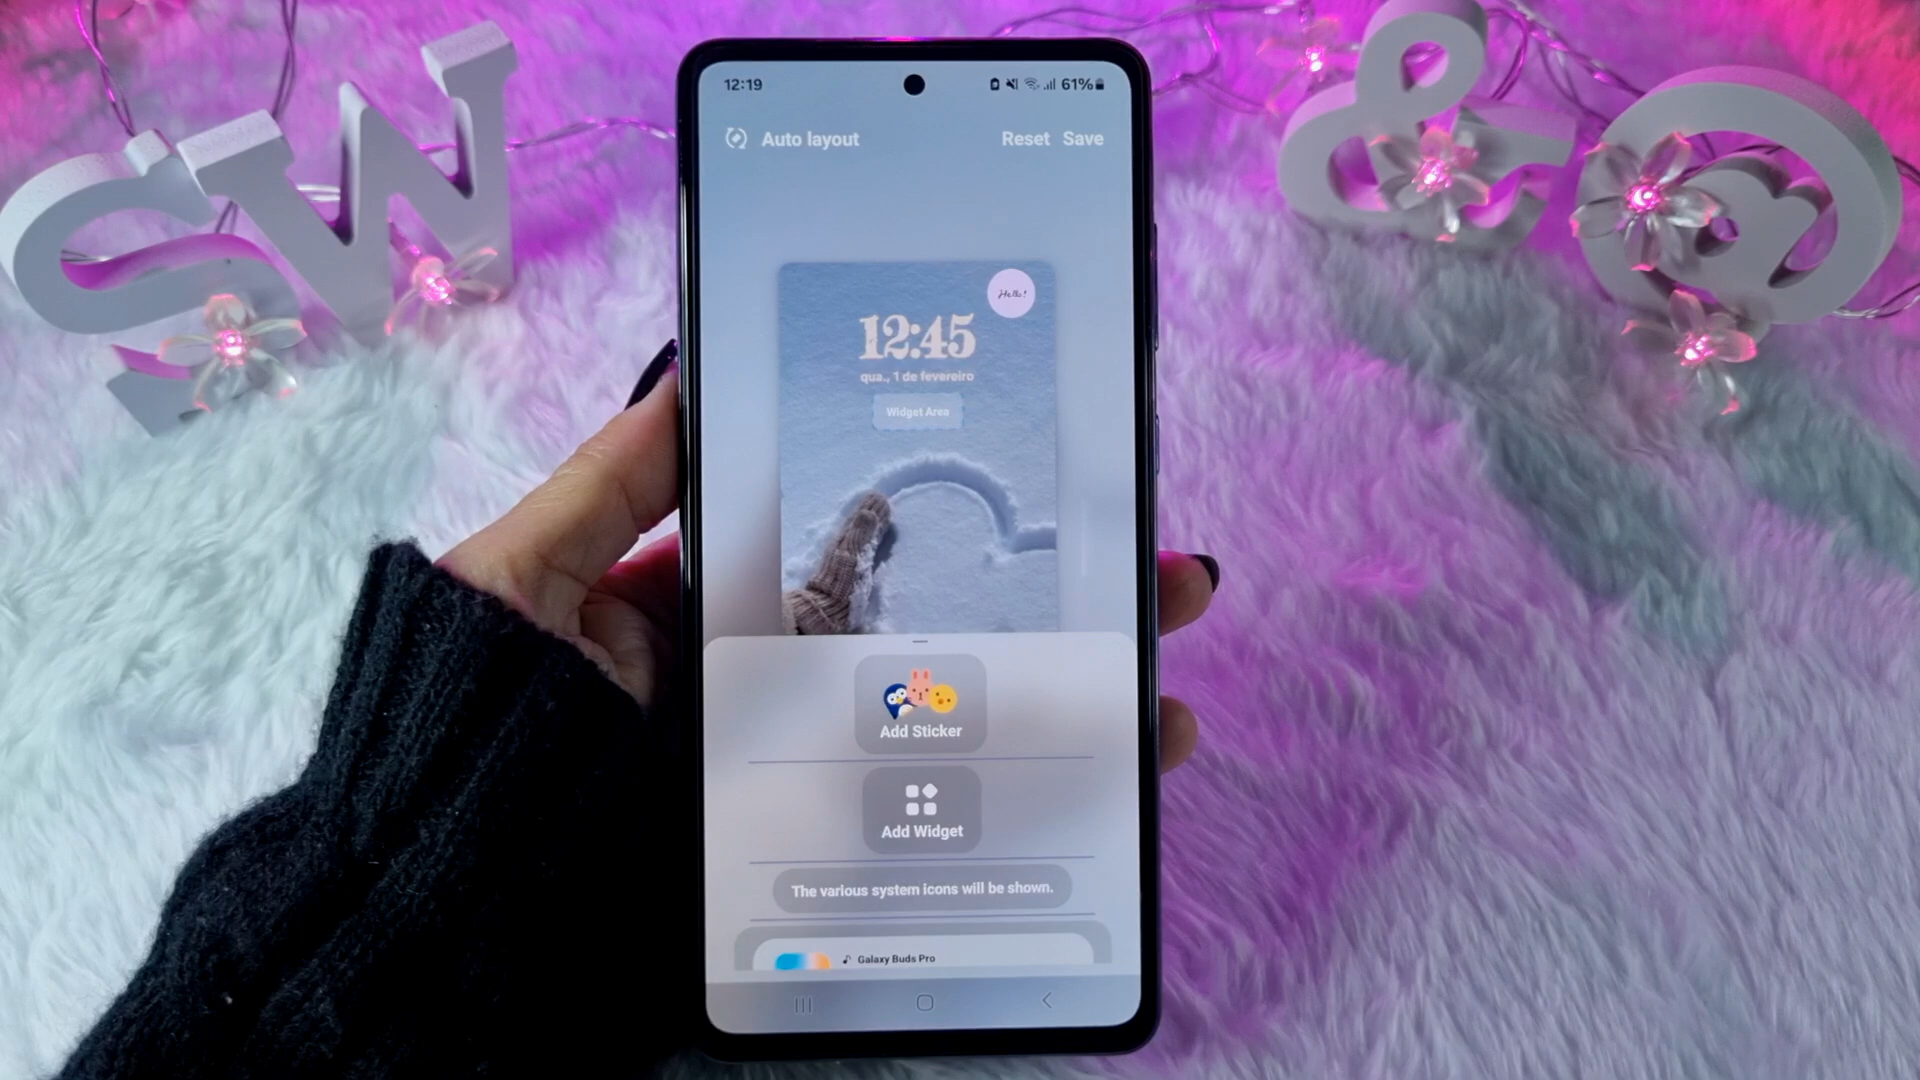 SW
&
@
12:19
61%
Auto layout
Reset Save
Hello!
12:45
qua., 1 de fevereiro
Widget Area
Add Sticker
Add Widget
The various system icons will be shown.
Galaxy Buds Pro